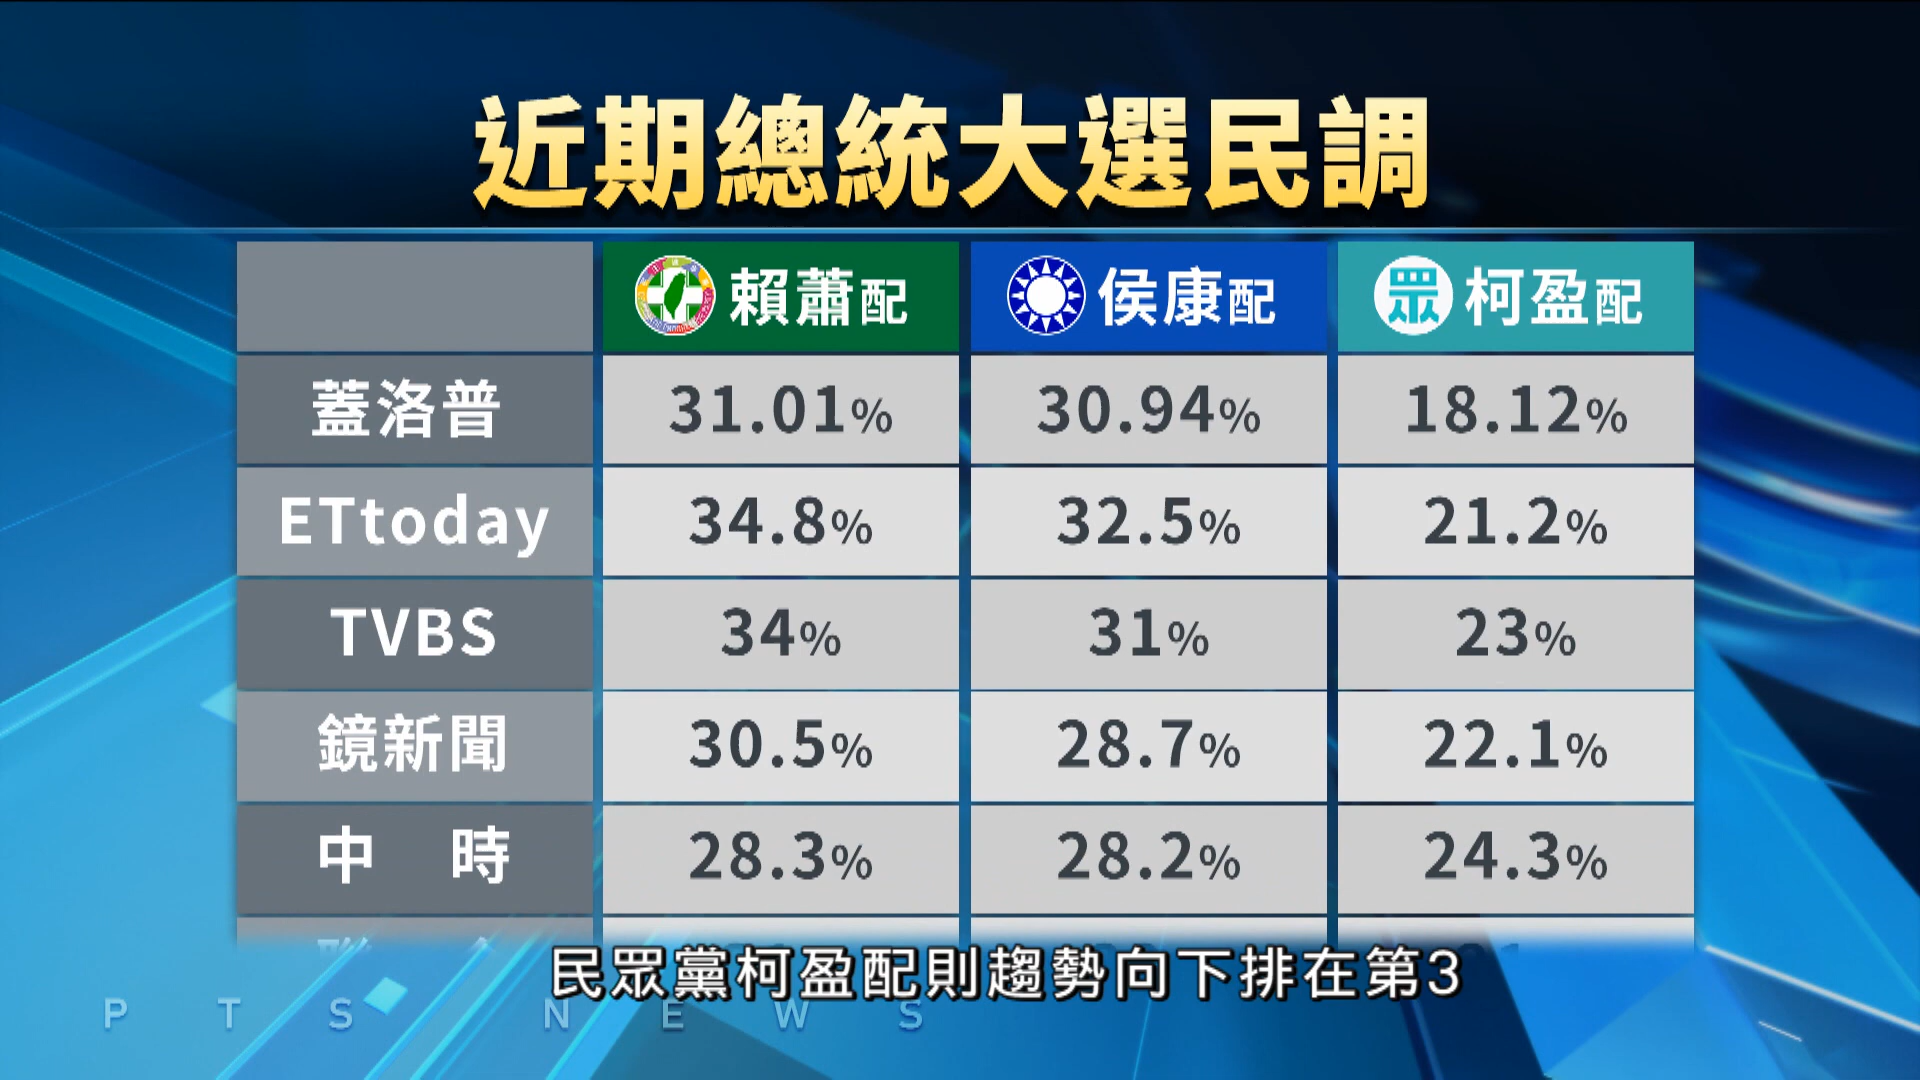 近期總統大選民調
賴蕭配 眾 侯康配 柯盈配
蓋洛普 31.01% 30.94% 18.12%
ETtoday 34.8% 32.5% 21.2%
TVBS 34% 31% 23%
鏡新聞 30.5% 28.7% 22.1%
中 時 28.3% 28.2% 24.3%
民眾黨柯盈配則趨勢向下排在第3
PTS NEWS